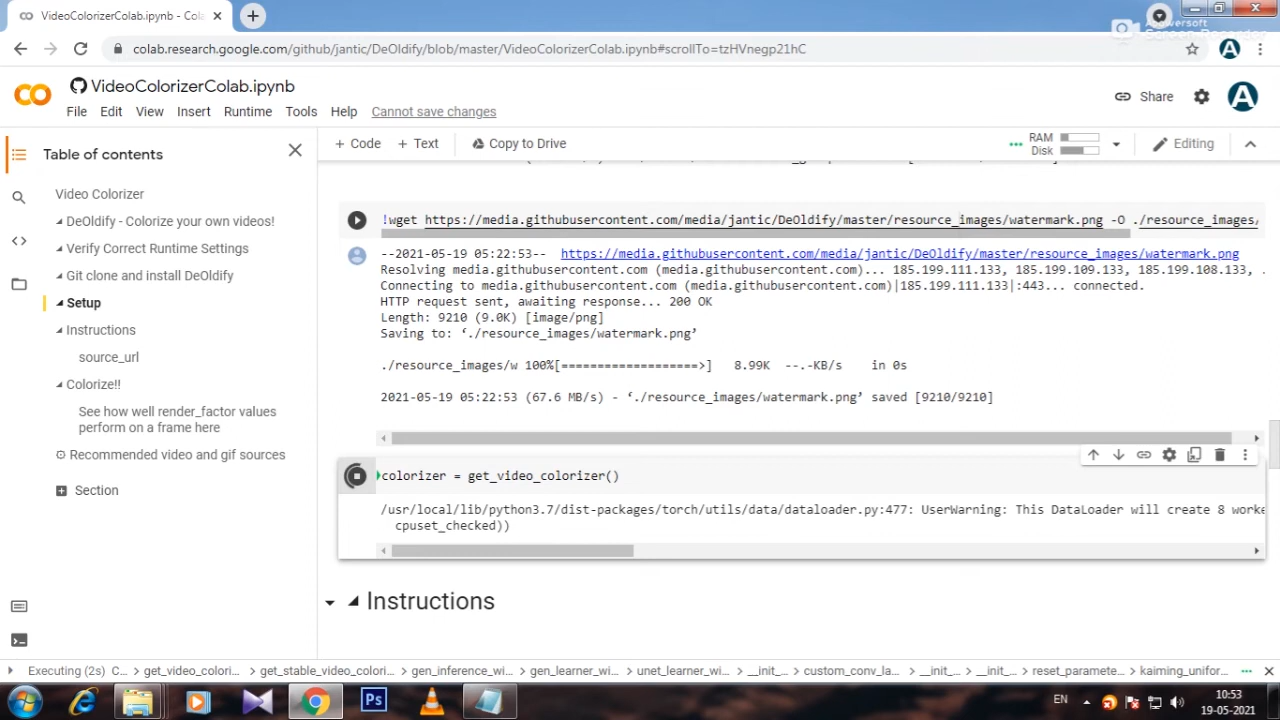 VideoColorizerColab.ipynb - Cola
Apowersoft
Screen Recorder
colab.research.google.com/github/jantic/DeOldify/blob/master/VideoColorizerColab.ipynb#scrollTo=tzHVnegp21hC
VideoColorizerColab.ipynb
File Edit View Insert Runtime Tools Help Cannot save changes
Share
Table of contents
+ Code + Text Copy to Drive
RAM
Disk
Editing
Video Colorizer
DeOldify - Colorize your own videos!
Verify Correct Runtime Settings
Git clone and install DeOldify
Setup
Instructions
source_url
Colorize!!
See how well render_factor values
perform on a frame here
Recommended video and gif sources
Section
!wget https://media.githubusercontent.com/media/jantic/DeOldify/master/resource_images/watermark.png -O ./resource_images/
--2021-05-19 05:22:53-- https://media.githubusercontent.com/media/jantic/DeOldify/master/resource_images/watermark.png
Resolving media.githubusercontent.com (media.githubusercontent.com)... 185.199.111.133, 185.199.109.133, 185.199.108.133, .
Connecting to media.githubusercontent.com (media.githubusercontent.com)|185.199.111.133|:443... connected.
HTTP request sent, awaiting response... 200 OK
Length: 9210 (9.0K) [image/png]
Saving to: ‘./resource_images/watermark.png’
./resource_images/w 100%[===================>] 8.99K --.-KB/s in 0s
2021-05-19 05:22:53 (67.6 MB/s) - ‘./resource_images/watermark.png’ saved [9210/9210]
colorizer = get_video_colorizer()
/usr/local/lib/python3.7/dist-packages/torch/utils/data/dataloader.py:477: UserWarning: This DataLoader will create 8 worke
cpuset_checked))
Instructions
Executing (2s) C... > get_video_colori... > get_stable_video_colori... > gen_inference_wi... > gen_learner_wi... > unet_learner_wi... > __init_... > custom_conv_la... > __init_... > __init_... > reset_paramete... > kaiming_unifor...
EN
10:53
19-05-2021